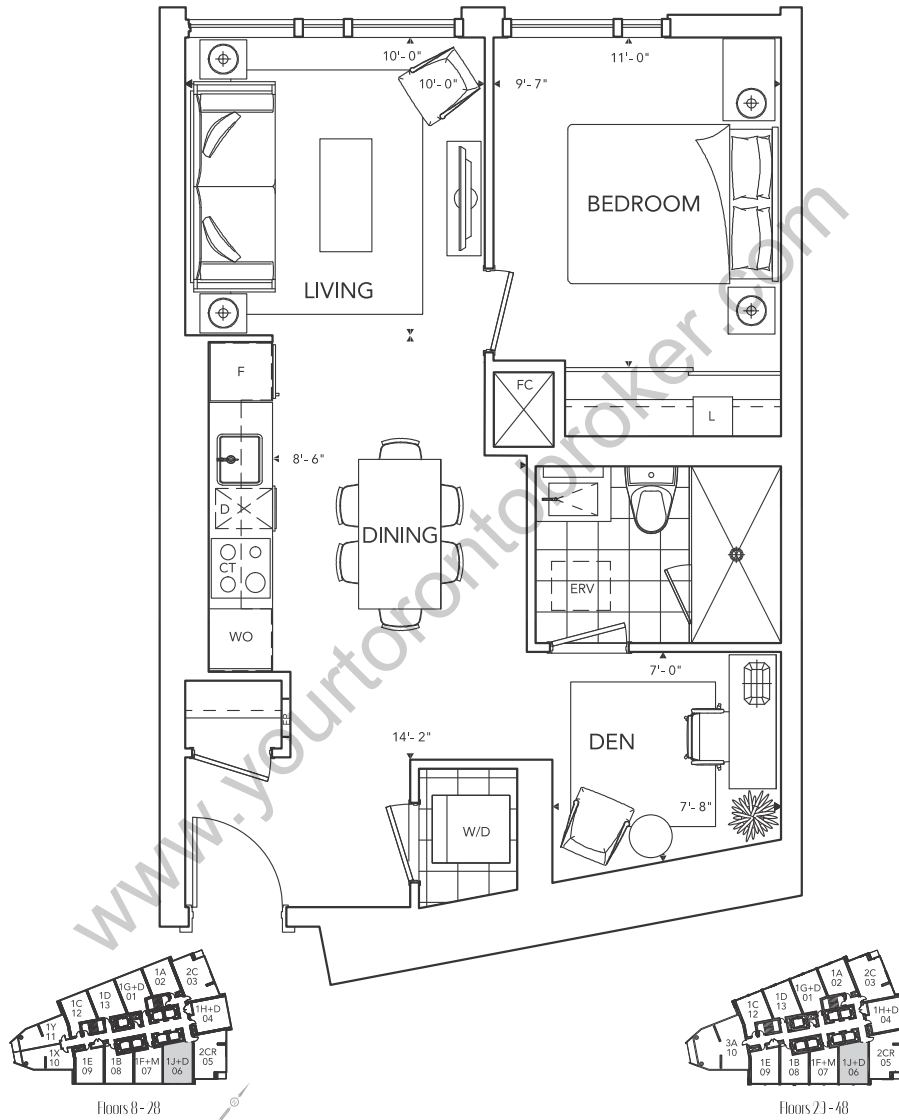 10'-0"
11'-0"
10'-0"
9'-7"
BEDROOM
LIVING
F
FC
L
8'-6"
D
DINING
CT
ERV
WO
7'-0"
EP
14'-2"
DEN
7'-8"
W/D
www.yourtorontobroker.com
1A
02
2C
03
1G+D
01
1D
13
1C
12
1H+D
04
1Y
11
1X
10
1E
09
1B
08
1F+M
07
1J+D
06
2CR
05
Floors 8-28
1A
02
2C
03
1G+D
01
1D
13
1C
12
1H+D
04
3A
10
1E
09
1B
08
1F+M
07
1J+D
06
2CR
05
Floors 29-48